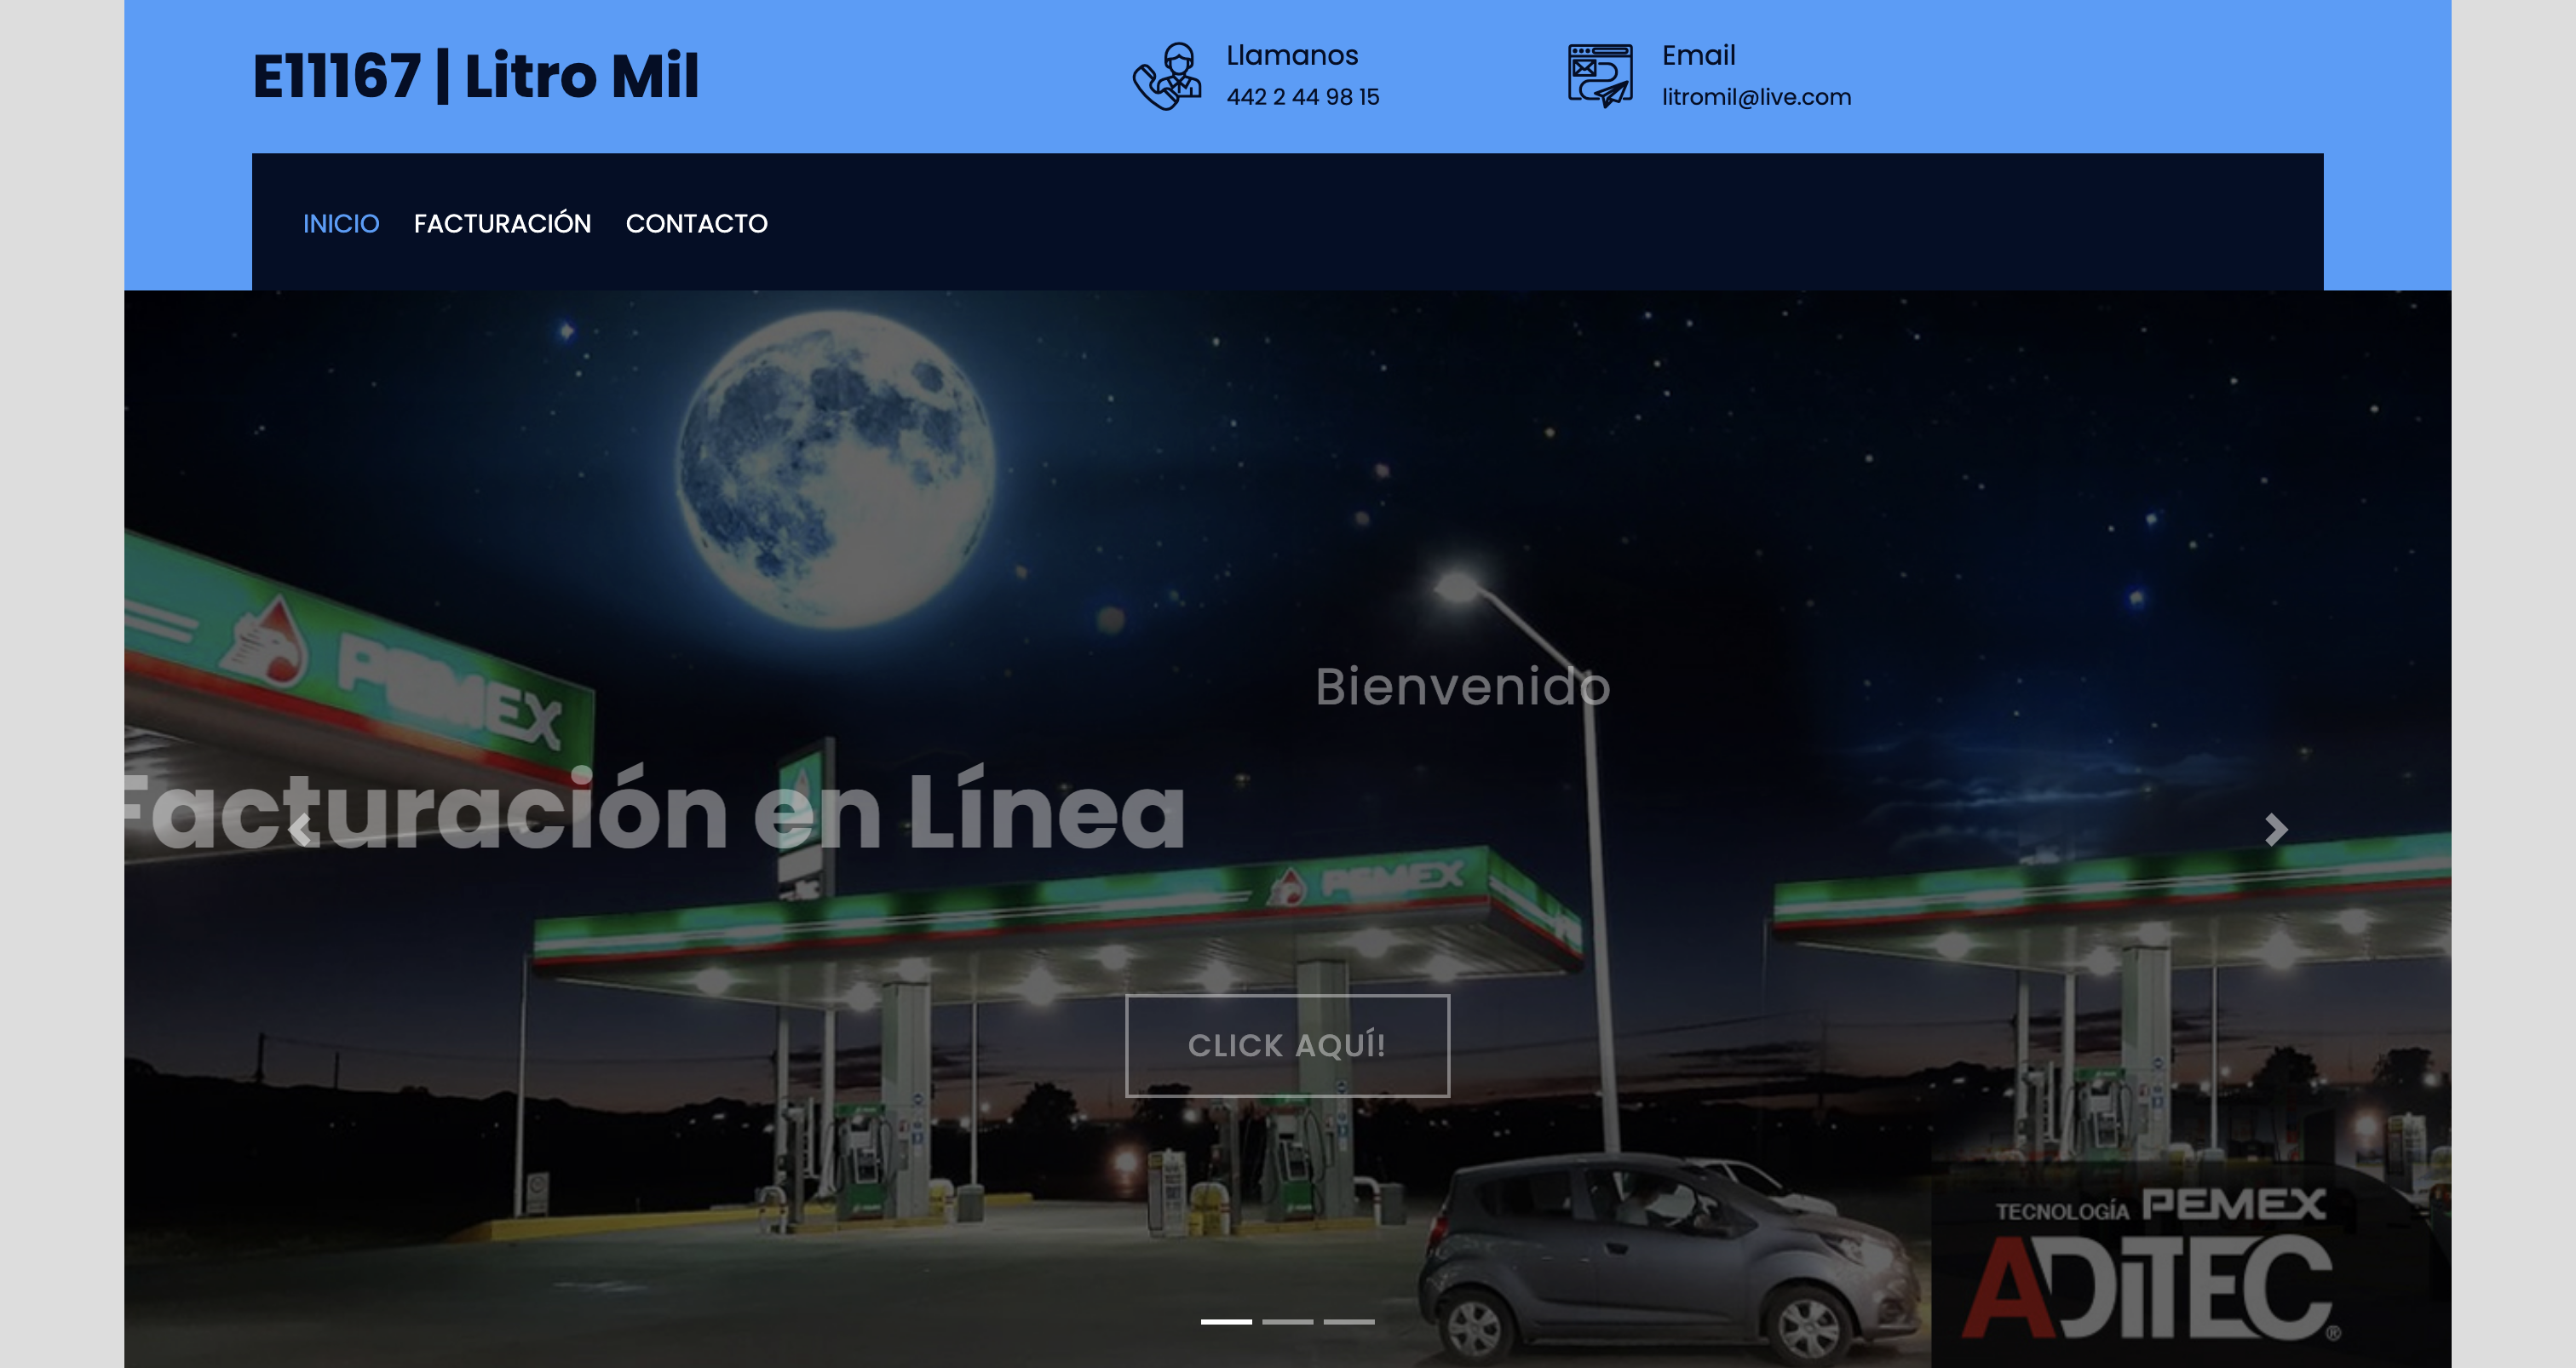 E11167 | Litro Mil
Llamanos
442 2 44 98 15
Email
litromil@live.com
INICIO FACTURACIÓN CONTACTO
PEMEX
Bienvenido
Facturación en Línea
PEMEX
CLICK AQUÍ!
TECNOLOGÍA PEMEX
ADITEC®